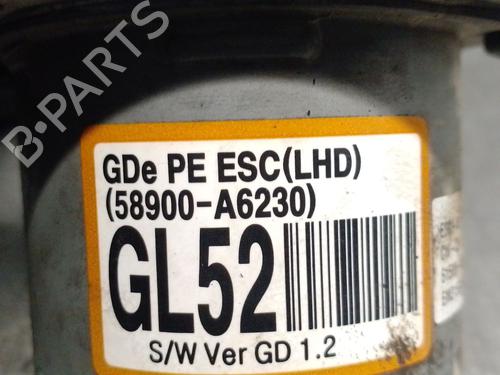 B-PARTS
GDe PE ESC(LHD)
(58900-A6230)
GL52
S/W Ver GD 1.2